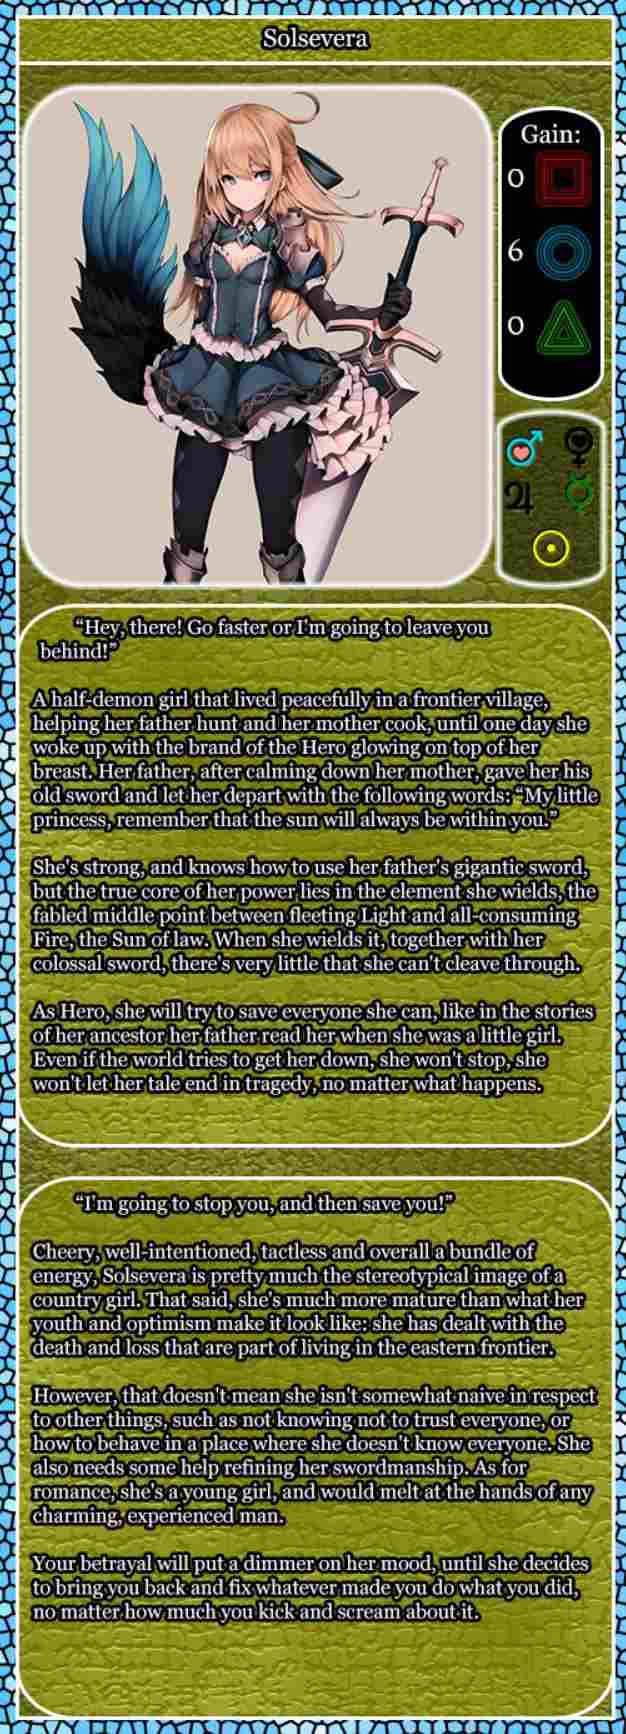 Solsevera
Gain:
0
6
0
“Hey, there! Go faster or I'm going to leave you
behind!”
A half-demon girl that lived peacefully in a frontier village,
helping her father hunt and her mother cook, until one day she
woke up with the brand of the Hero glowing on top of her
breast. Her father, after calming down her mother, gave her his
old sword and let her depart with the following words: “My little
princess, remember that the sun will always be within you.”
She's strong, and knows how to use her father's gigantic sword,
but the true core of her power lies in the element she wields, the
fabled middle point between fleeting Light and all-consuming
Fire, the Sun of law. When she wields it, together with her
colossal sword, there's very little that she can't cleave through.
As Hero, she will try to save everyone she can, like in the stories
of her ancestor her father read her when she was a little girl.
Even if the world tries to get her down, she won't stop, she
won't let her tale end in tragedy, no matter what happens.
“I'm going to stop you, and then save you!”
Cheery, well-intentioned, tactless and overall a bundle of
energy, Solsevera is pretty much the stereotypical image of a
country girl. That said, she's much more mature than what her
youth and optimism make it look like: she has dealt with the
death and loss that are part of living in the eastern frontier.
However, that doesn't mean she isn't somewhat naive in respect
to other things, such as not knowing not to trust everyone, or
how to behave in a place where she doesn't know everyone. She
also needs some help refining her swordmanship. As for
romance, she's a young girl, and would melt at the hands of any
charming, experienced man.
Your betrayal will put a dimmer on her mood, until she decides
to bring you back and fix whatever made you do what you did,
no matter how much you kick and scream about it.